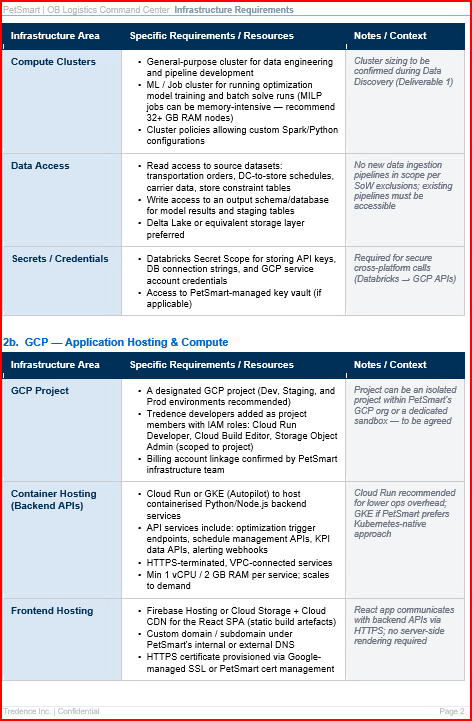 PetSmart | OB Logistics Command Center  Infrastructure Requirements
Infrastructure Area
Specific Requirements / Resources
Notes / Context
Compute Clusters
• General-purpose cluster for data engineering
and pipeline development
• ML / Job cluster for running optimization
model training and batch solve runs (MILP
jobs can be memory-intensive — recommend
32+ GB RAM nodes)
• Cluster policies allowing custom Spark/Python
configurations
Cluster sizing to be
confirmed during Data
Discovery (Deliverable 1)
Data Access
• Read access to source datasets:
transportation orders, DC-to-store schedules,
carrier data, store constraint tables
• Write access to an output schema/database
for model results and staging tables
• Delta Lake or equivalent storage layer
preferred
No new data ingestion
pipelines in scope per
SoW exclusions; existing
pipelines must be
accessible
Secrets / Credentials
• Databricks Secret Scope for storing API keys,
DB connection strings, and GCP service
account credentials
• Access to PetSmart-managed key vault (if
applicable)
Required for secure
cross-platform calls
(Databricks → GCP APIs)
2b.  GCP — Application Hosting & Compute
Infrastructure Area
Specific Requirements / Resources
Notes / Context
GCP Project
• A designated GCP project (Dev, Staging, and
Prod environments recommended)
• Tredence developers added as project
members with IAM roles: Cloud Run
Developer, Cloud Build Editor, Storage Object
Admin (scoped to project)
• Billing account linkage confirmed by PetSmart
infrastructure team
Project can be an isolated
project within PetSmart's
GCP org or a dedicated
sandbox — to be agreed
Container Hosting
(Backend APIs)
• Cloud Run or GKE (Autopilot) to host
containerised Python/Node.js backend
services
• API services include: optimization trigger
endpoints, schedule management APIs, KPI
data APIs, alerting webhooks
• HTTPS-terminated, VPC-connected services
• Min 1 vCPU / 2 GB RAM per service; scales
to demand
Cloud Run recommended
for lower ops overhead;
GKE if PetSmart prefers
Kubernetes-native
approach
Frontend Hosting
• Firebase Hosting or Cloud Storage + Cloud
CDN for the React SPA (static build artefacts)
• Custom domain / subdomain under
PetSmart's internal or external DNS
• HTTPS certificate provisioned via Google-
managed SSL or PetSmart cert management
React app communicates
with backend APIs via
HTTPS; no server-side
rendering required
Tredence Inc. | Confidential
Page 2